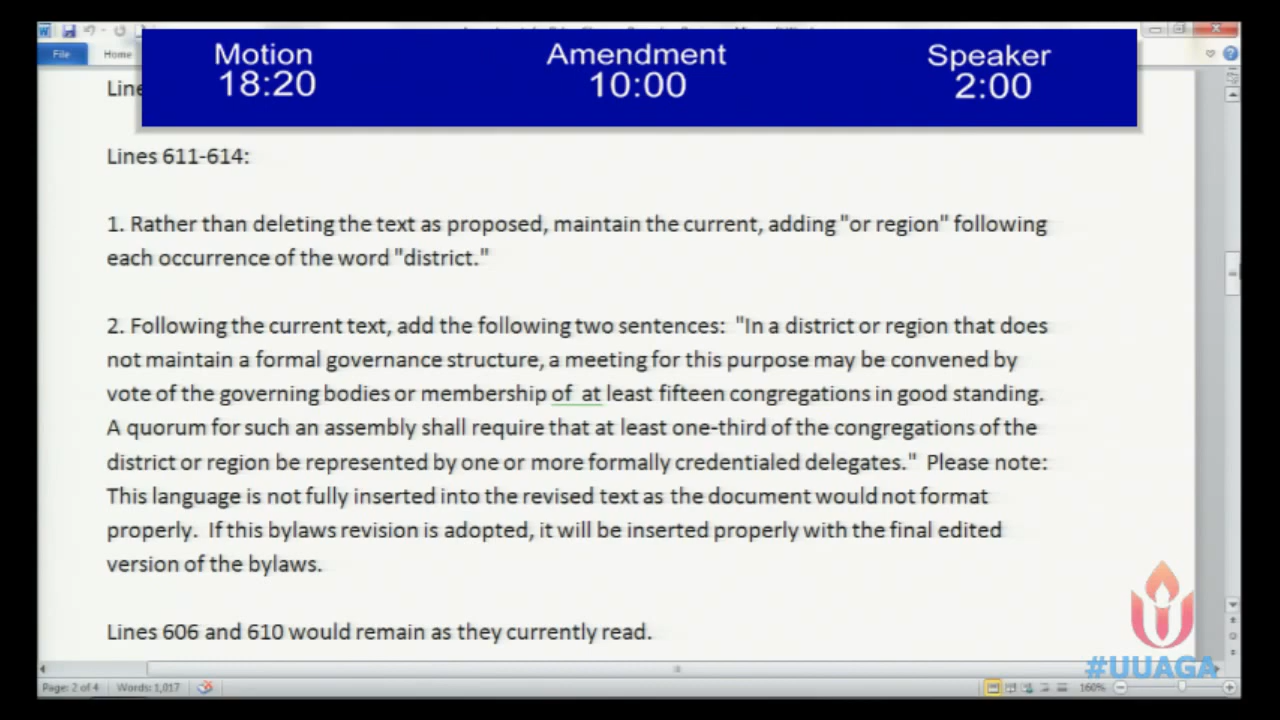 Motion Amendment Speaker
18:20 10:00 2:00
File Home
Lines 611-614:
1. Rather than deleting the text as proposed, maintain the current, adding "or region" following
each occurrence of the word "district."
2. Following the current text, add the following two sentences:  "In a district or region that does
not maintain a formal governance structure, a meeting for this purpose may be convened by
vote of the governing bodies or membership of  at least fifteen congregations in good standing.
A quorum for such an assembly shall require that at least one-third of the congregations of the
district or region be represented by one or more formally credentialed delegates."  Please note:
This language is not fully inserted into the revised text as the document would not format
properly.  If this bylaws revision is adopted, it will be inserted properly with the final edited
version of the bylaws.
Lines 606 and 610 would remain as they currently read.
#UUAGA
Page: 2 of 4 Words: 1,017 160%